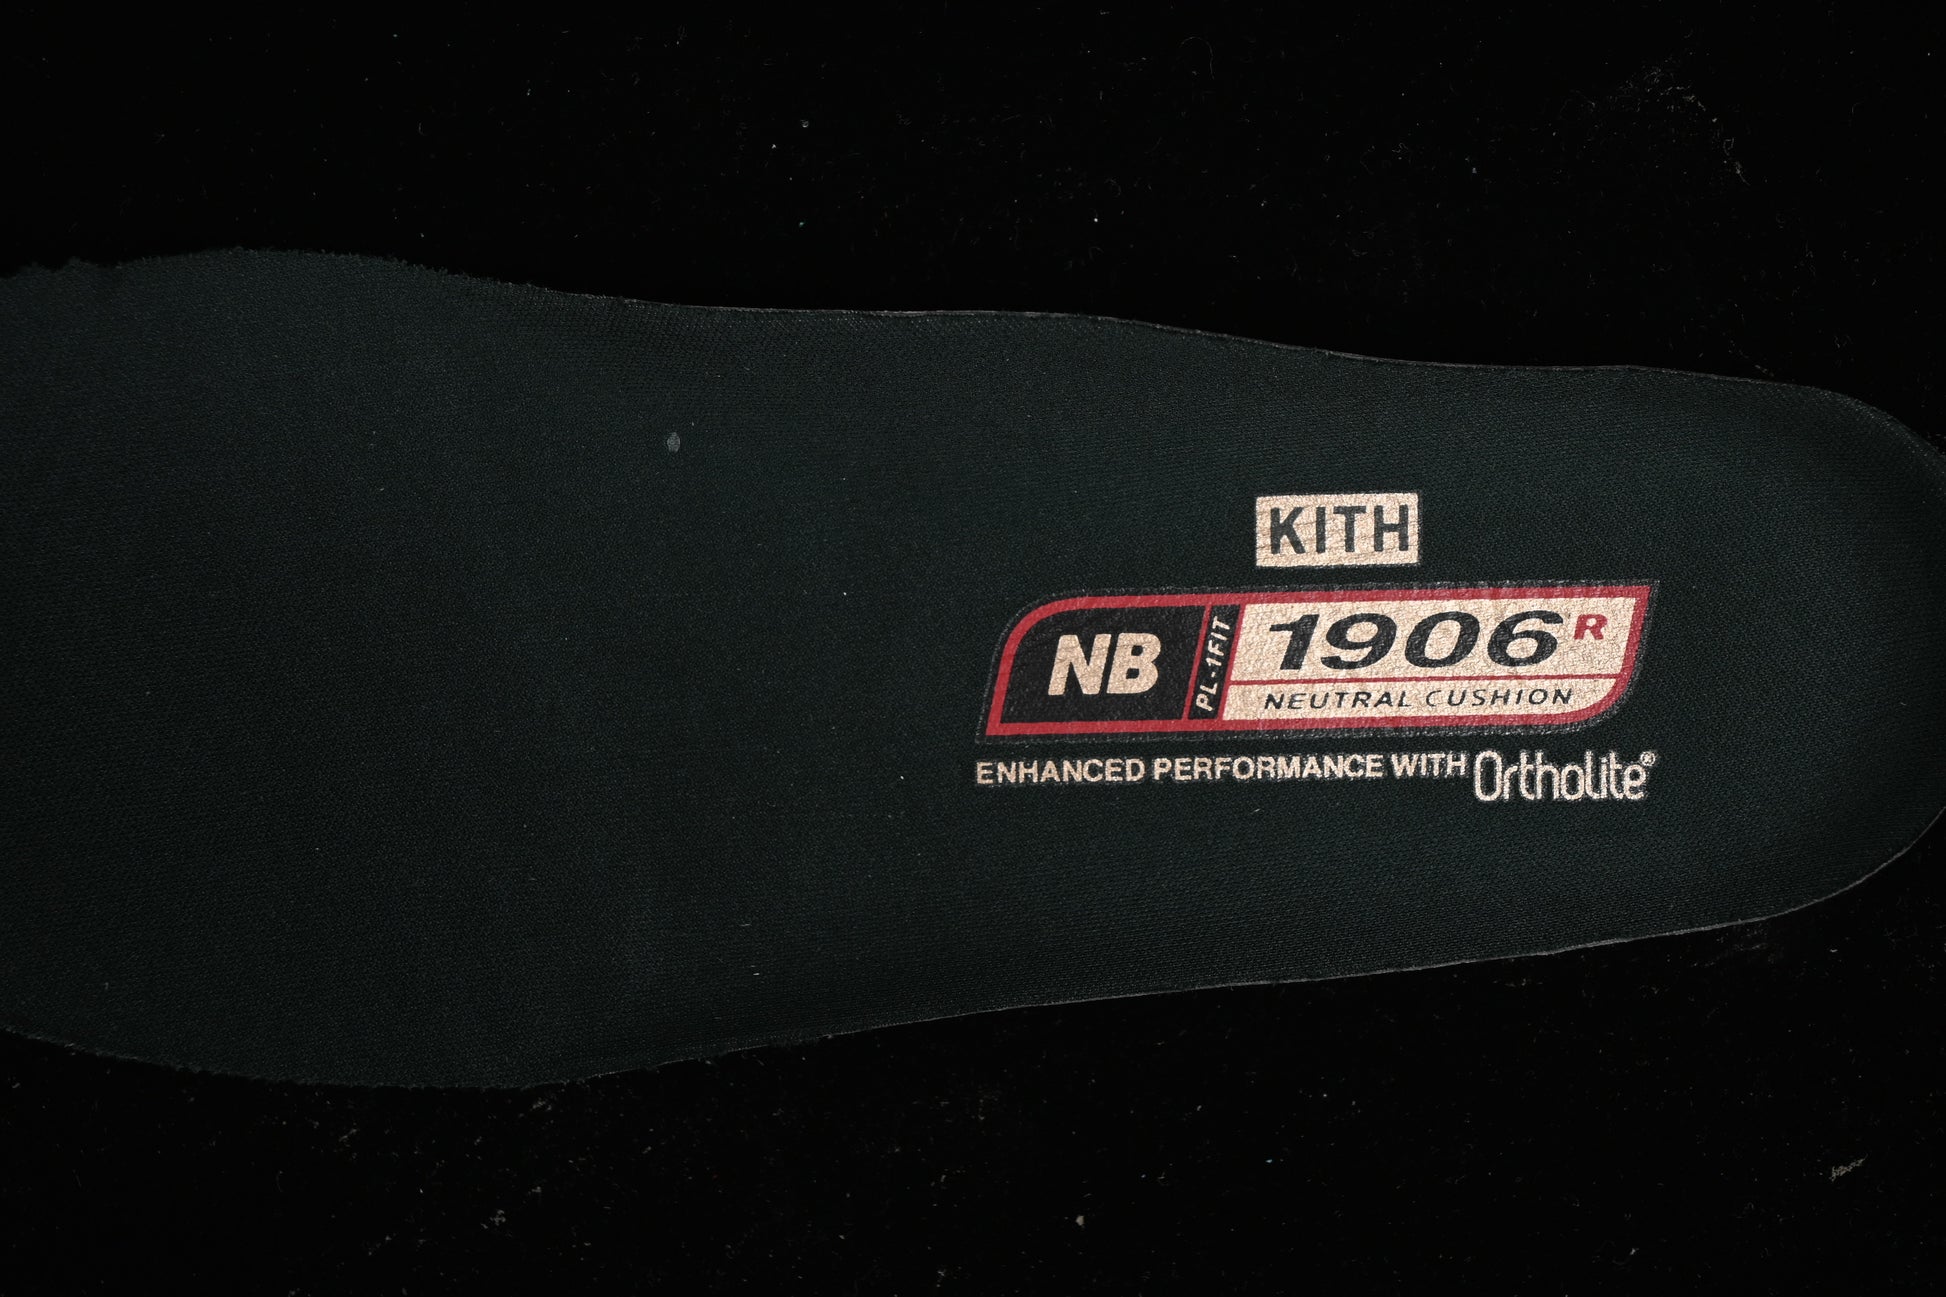 KITH
NB
PL-1FIT
1906R
NEUTRAL CUSHION
ENHANCED PERFORMANCE WITH Ortholite®